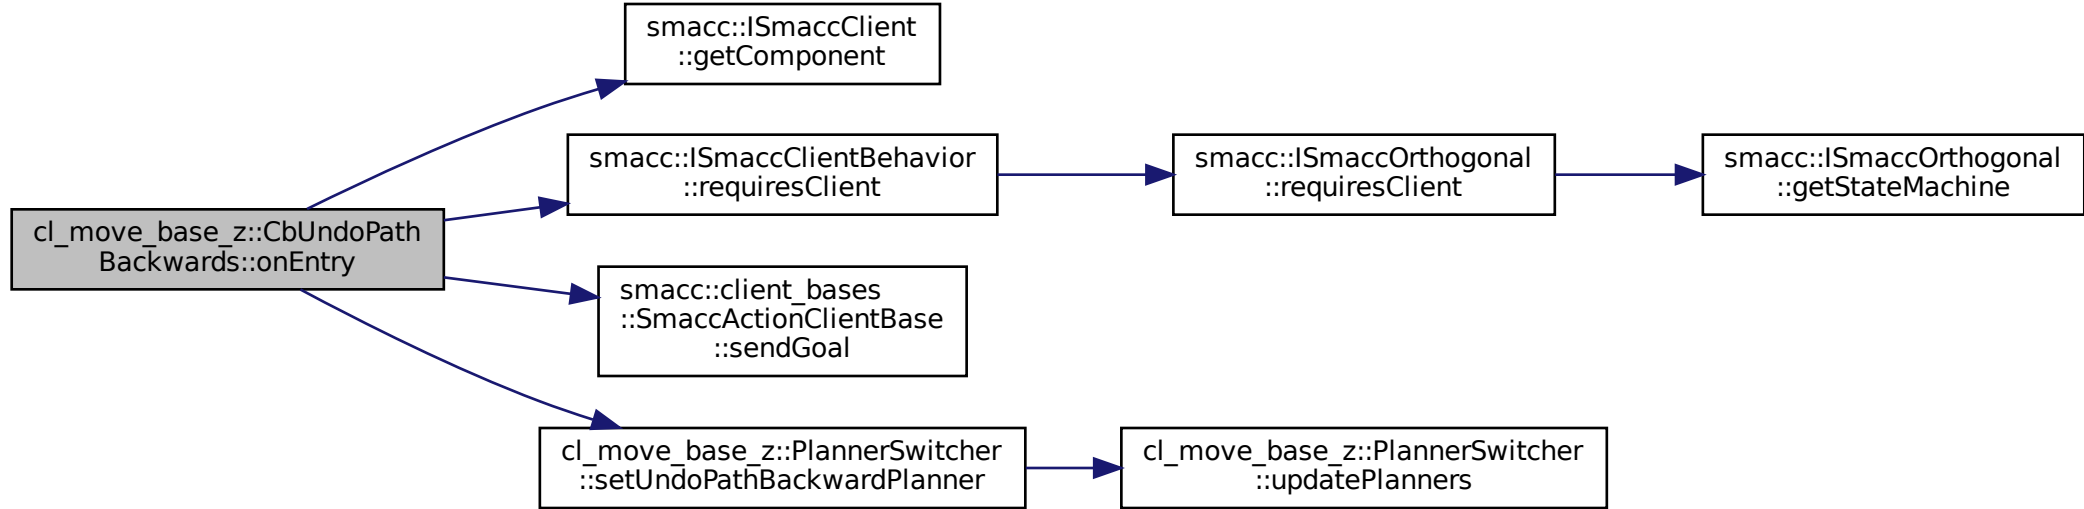 smacc::ISmaccClient
::getComponent
smacc::ISmaccClientBehavior
::requiresClient
smacc::ISmaccOrthogonal
::requiresClient
smacc::ISmaccOrthogonal
::getStateMachine
cl_move_base_z::CbUndoPath
Backwards::onEntry
smacc::client_bases
::SmaccActionClientBase
::sendGoal
cl_move_base_z::PlannerSwitcher
::setUndoPathBackwardPlanner
cl_move_base_z::PlannerSwitcher
::updatePlanners